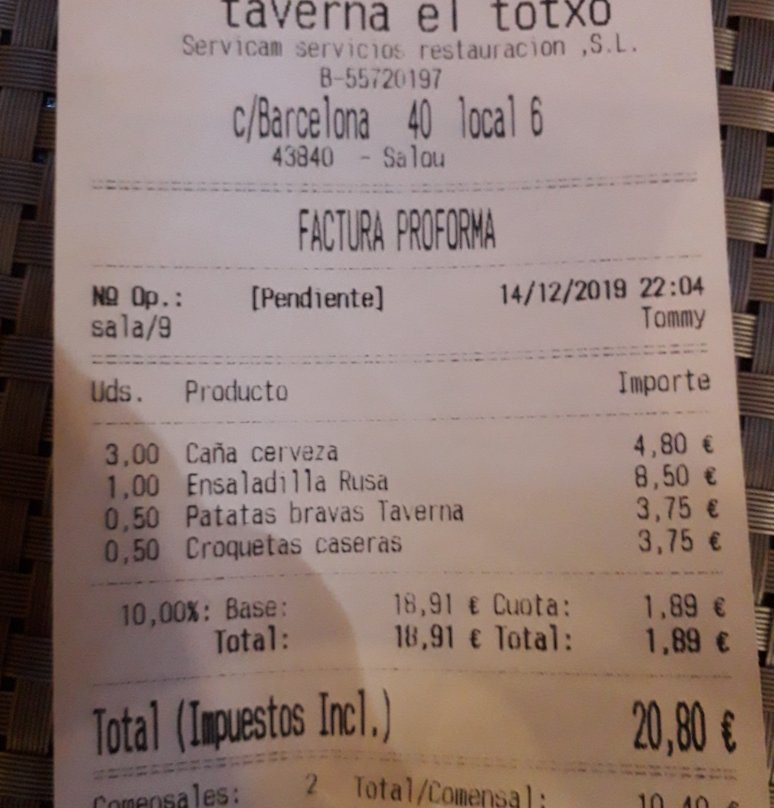 taverna el totxo
Servicam servicios restauracion ,S.L.
B-55720197
c/Barcelona 40 local 6
43840 - Salou
FACTURA PROFORMA
Nº Op.: [Pendiente] 14/12/2019 22:04
sala/9 Tommy
Uds. Producto Importe
3,00 Caña cerveza 4,80 €
1,00 Ensaladilla Rusa 8,50 €
0,50 Patatas bravas Taverna 3,75 €
0,50 Croquetas caseras 3,75 €
10,00%: Base: 18,91 € Cuota: 1,89 €
Total: 18,91 € Total: 1,89 €
Total (Impuestos Incl.) 20,80 €
Comensales: 2 Total/Comensal: 10,40 €